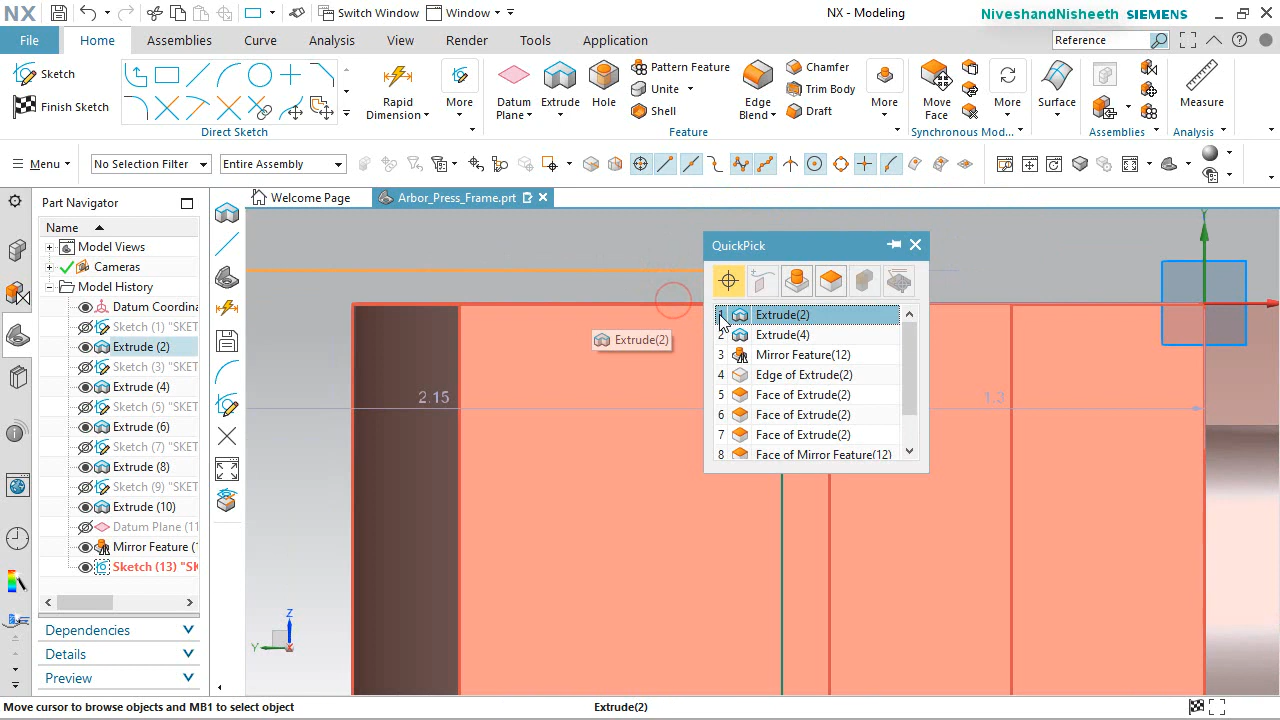 NX
Switch Window
Window
NX - Modeling
NiveshandNisheeth SIEMENS
File
Home
Assemblies
Curve
Analysis
View
Render
Tools
Application
Reference
Sketch
Finish Sketch
Direct Sketch
Rapid Dimension
More
Datum Plane
Extrude
Hole
Pattern Feature
Unite
Shell
Edge Blend
Chamfer
Trim Body
Draft
More
Feature
Move Face
More
Synchronous Mod...
Surface
Assemblies
Measure
Analysis
Menu
No Selection Filter
Entire Assembly
Part Navigator
Welcome Page
Arbor_Press_Frame.prt
Name
Model Views
Cameras
Model History
Datum Coordina
Sketch (1) "SKET
Extrude (2)
Sketch (3) "SKET
Extrude (4)
Sketch (5) "SKET
Extrude (6)
Sketch (7) "SKET
Extrude (8)
Sketch (9) "SKET
Extrude (10)
Datum Plane (11
Mirror Feature (
Sketch (13) "SK
Dependencies
Details
Preview
QuickPick
1 Extrude(2)
2 Extrude(4)
3 Mirror Feature(12)
4 Edge of Extrude(2)
5 Face of Extrude(2)
6 Face of Extrude(2)
7 Face of Extrude(2)
8 Face of Mirror Feature(12)
Extrude(2)
2.15
1.3
Y
Z
Y
Move cursor to browse objects and MB1 to select object
Extrude(2)